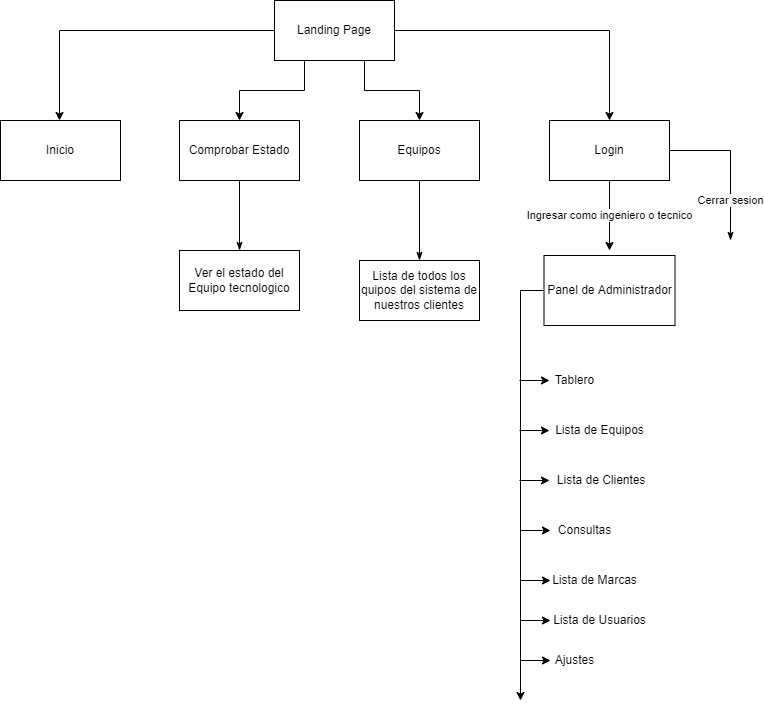 Landing Page
Inicio
Comprobar Estado
Equipos
Login
Cerrar sesion
Ingresar como ingeniero o tecnico
Ver el estado del
Equipo tecnologico
Lista de todos los
quipos del sistema de
nuestros clientes
Panel de Administrador
Tablero
Lista de Equipos
Lista de Clientes
Consultas
Lista de Marcas
Lista de Usuarios
Ajustes